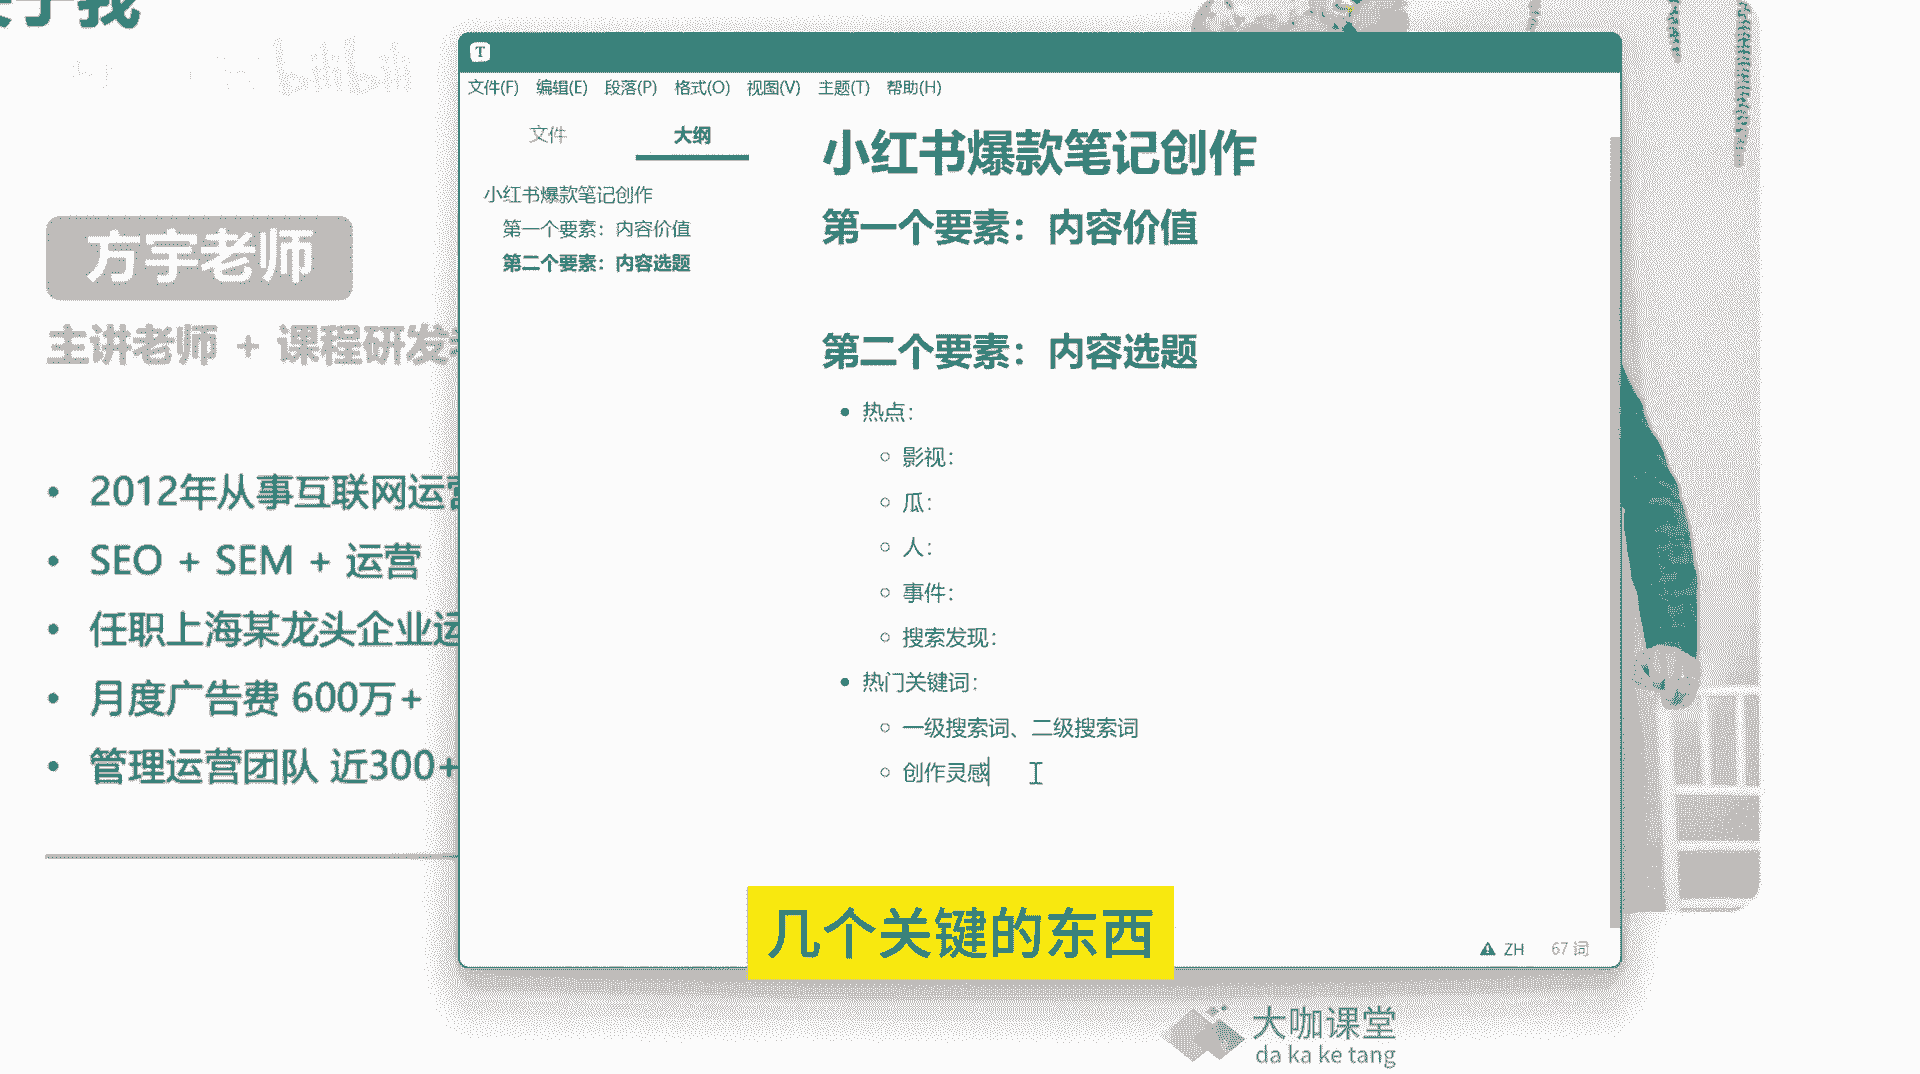 关于我
bilibili
方宇老师
主讲老师 + 课程研发
• 2012年从事互联网运营
• SEO + SEM + 运营
• 任职上海某龙头企业运
• 月度广告费 600万+
• 管理运营团队 近300+
T
文件(F) 编辑(E) 段落(P) 格式(O) 视图(V) 主题(T) 帮助(H)
文件 大纲
小红书爆款笔记创作
第一个要素：内容价值
第二个要素：内容选题
小红书爆款笔记创作
第一个要素：内容价值
第二个要素：内容选题
热点：
影视：
瓜：
人：
事件：
搜索发现：
热门关键词：
一级搜索词、二级搜索词
创作灵感
几个关键的东西
ZH 67 词
大咖课堂
da ka ke tang